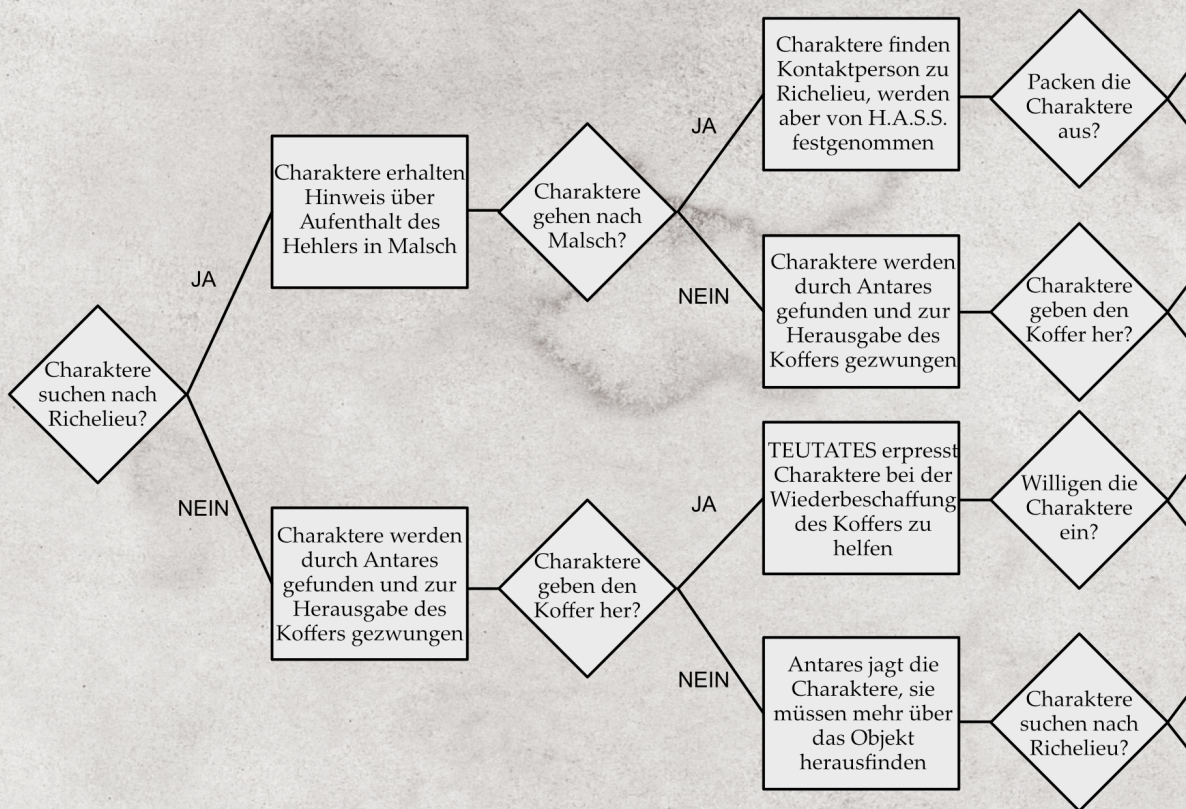 Charaktere
suchen nach
Richelieu?
JA
NEIN
Charaktere erhalten
Hinweis über
Aufenthalt des
Hehlers in Malsch
Charaktere werden
durch Antares
gefunden und zur
Herausgabe des
Koffers gezwungen
Charaktere
gehen nach
Malsch?
JA
NEIN
Charaktere
geben den
Koffer her?
JA
NEIN
Charaktere finden
Kontaktperson zu
Richelieu, werden
aber von H.A.S.S.
festgenommen
Packen die
Charaktere
aus?
Charaktere werden
durch Antares
gefunden und zur
Herausgabe des
Koffers gezwungen
Charaktere
geben den
Koffer her?
TEUTATES erpresst
Charaktere bei der
Wiederbeschaffung
des Koffers zu
helfen
Willigen die
Charaktere
ein?
Antares jagt die
Charaktere, sie
müssen mehr über
das Objekt
herausfinden
Charaktere
suchen nach
Richelieu?